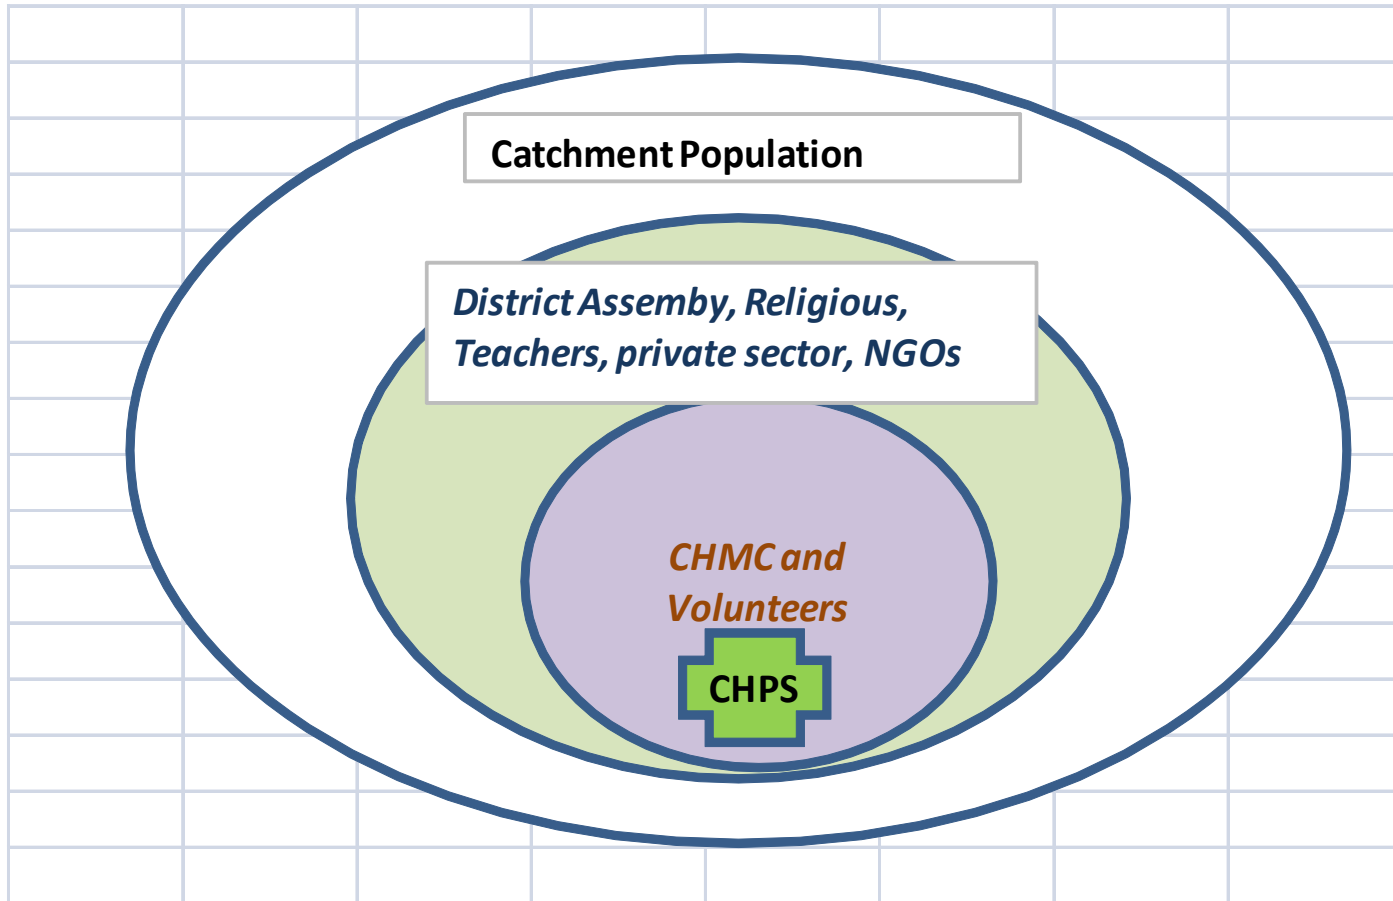 Catchment Population
District Assemby, Religious,
Teachers, private sector, NGOs
CHMC and
Volunteers
CHPS